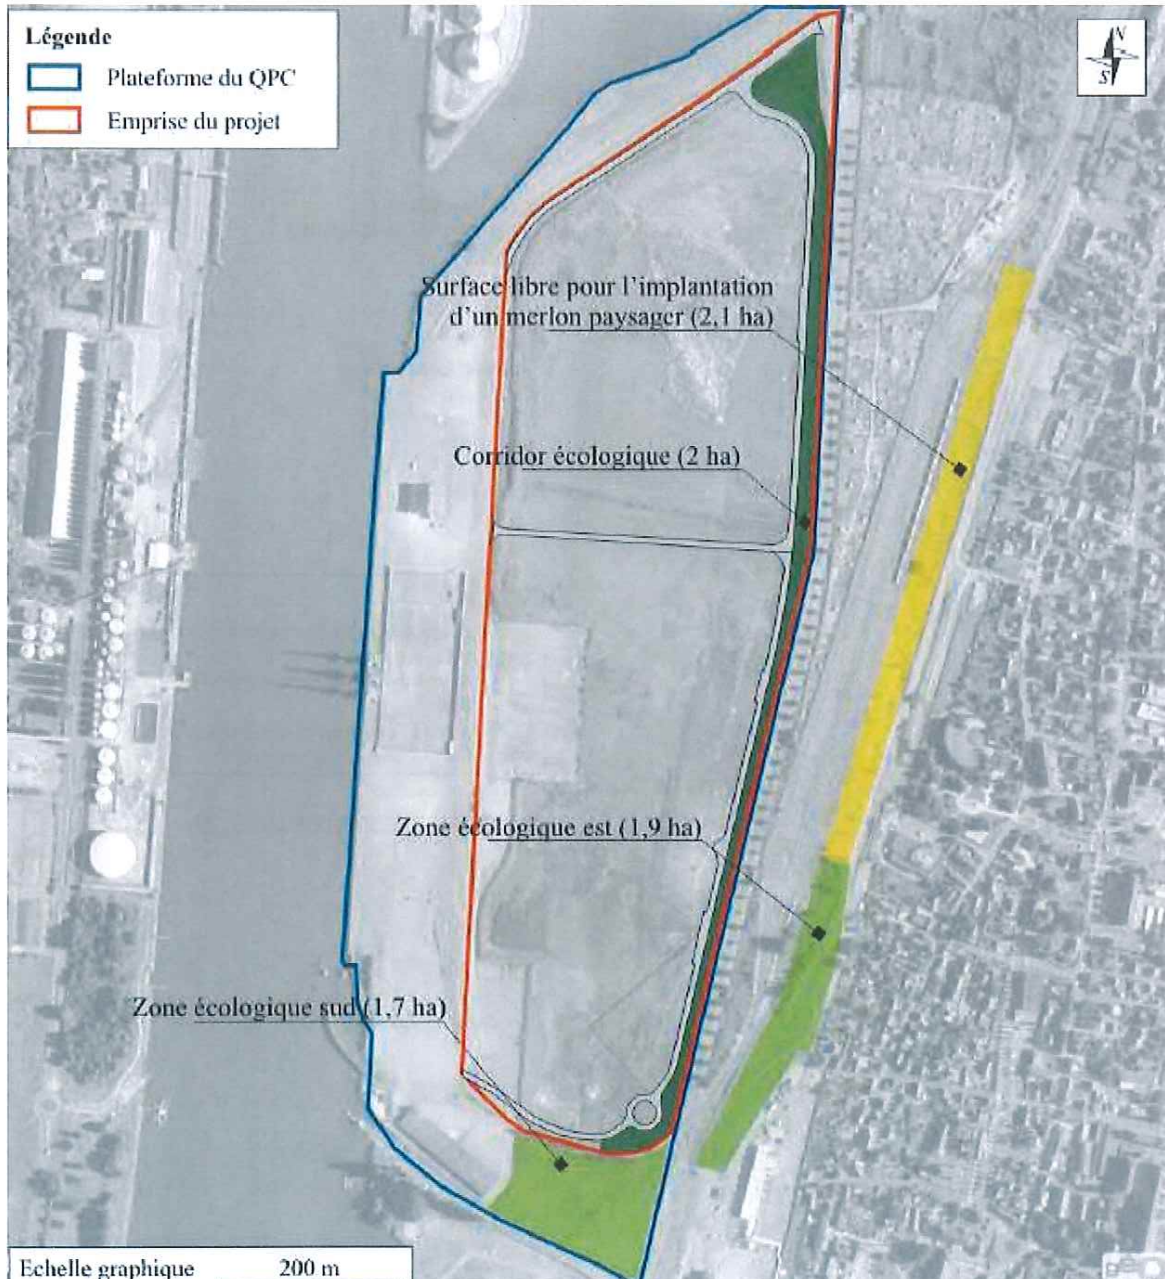 Légende
Plateforme du QPC
Emprise du projet
N
S
Surface libre pour l'implantation
d'un merlon paysager (2,1 ha)
Corridor écologique (2 ha)
Zone écologique est (1,9 ha)
Zone écologique sud (1,7 ha)
Echelle graphique 200 m